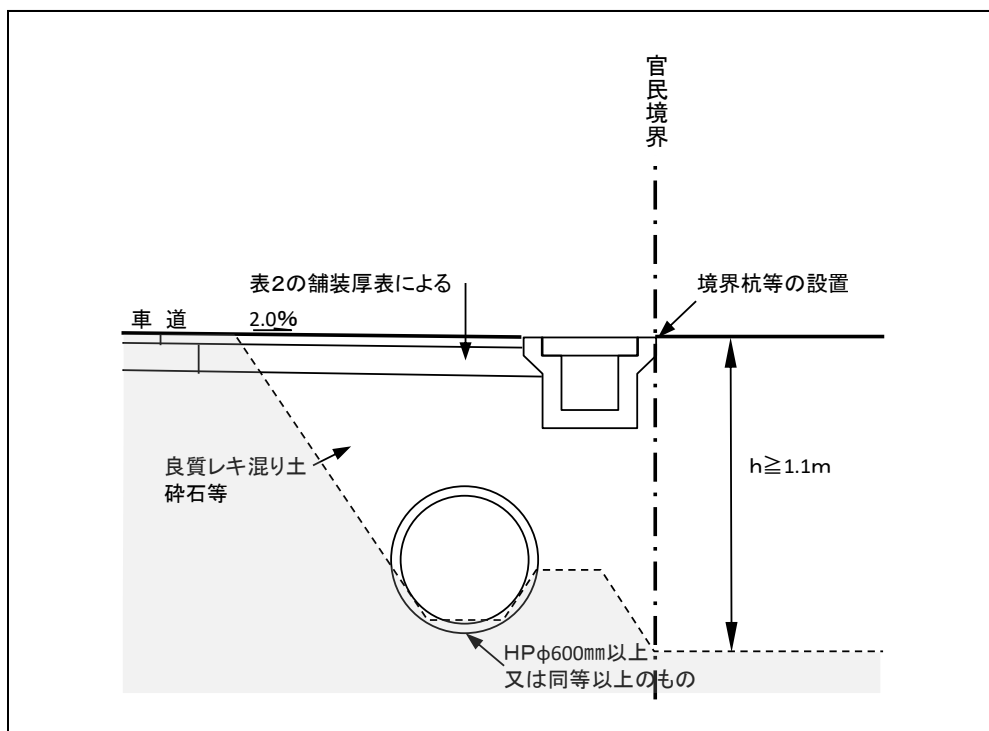 官民境界
表2の舗装厚表による
境界杭等の設置
車 道
2.0%
良質レキ混り土
砕石等
h≧1.1m
HPφ600㎜以上
又は同等以上のもの